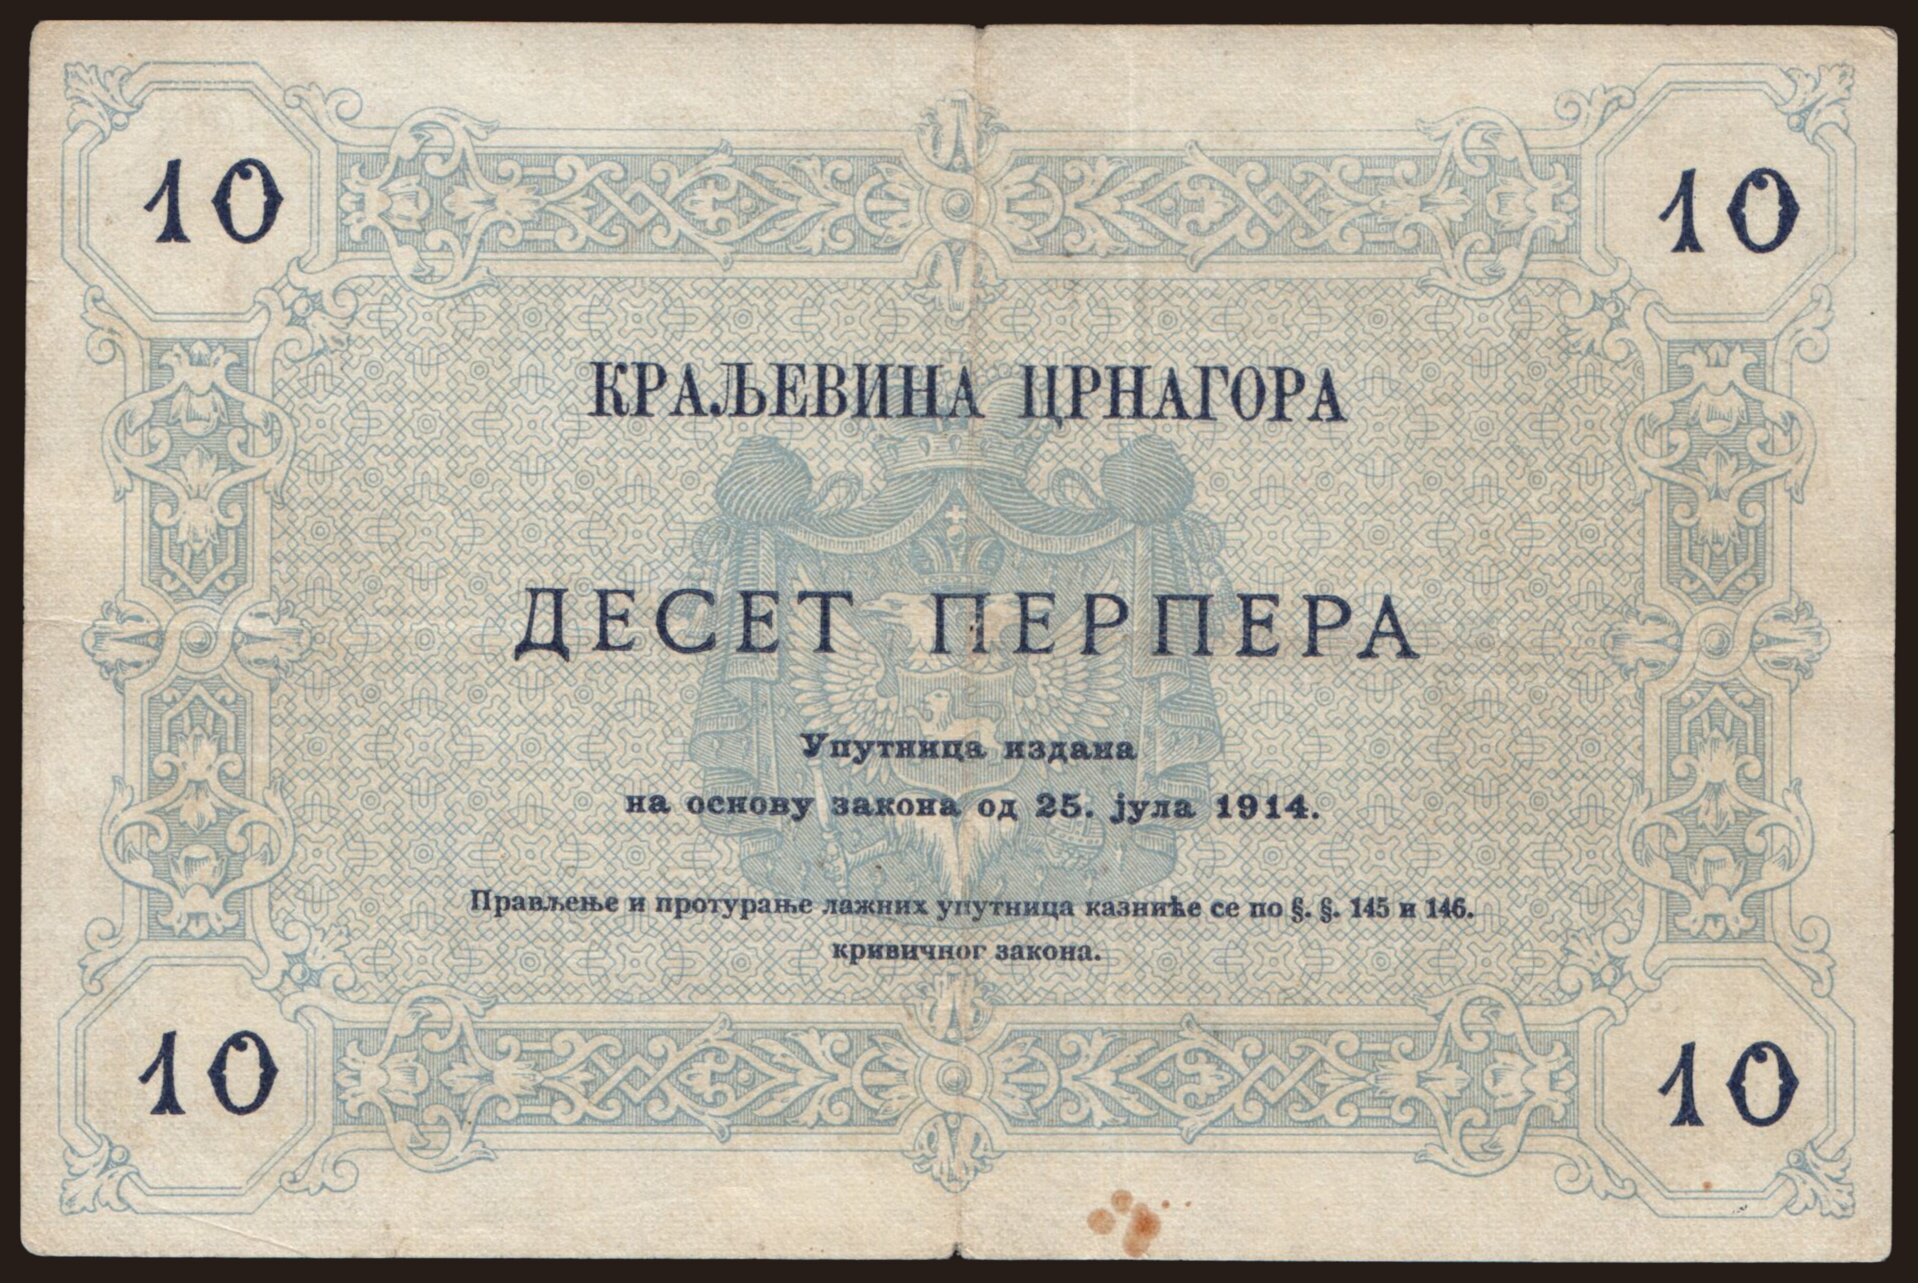 10 10
КРАЉЕВИНА ЦРНАГОРА
ДЕСЕТ ПЕРПЕРА
Упутница издана
на основу закона од 25. јула 1914.
Прављење и протурање лажних упутница казниће се по §. §. 145 и 146.
кривичног закона.
10 10